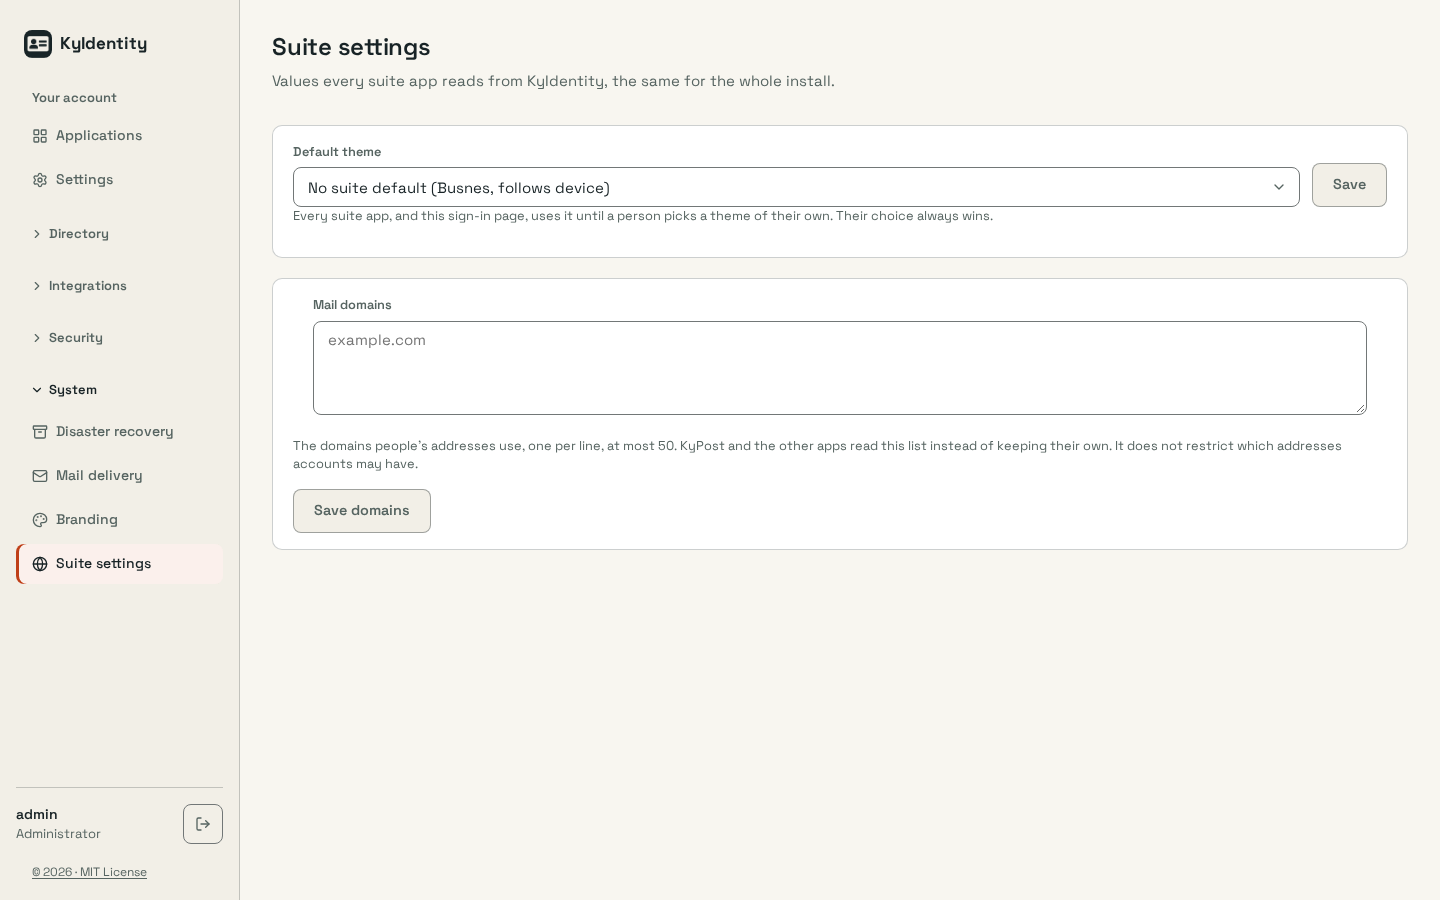 KyIdentity
Your account
Applications
Settings
Directory
Integrations
Security
System
Disaster recovery
Mail delivery
Branding
Suite settings
admin
Administrator
© 2026 · MIT License
Suite settings
Values every suite app reads from KyIdentity, the same for the whole install.
Default theme
No suite default (Busnes, follows device)
Save
Every suite app, and this sign-in page, uses it until a person picks a theme of their own. Their choice always wins.
Mail domains
example.com
The domains people's addresses use, one per line, at most 50. KyPost and the other apps read this list instead of keeping their own. It does not restrict which addresses
accounts may have.
Save domains